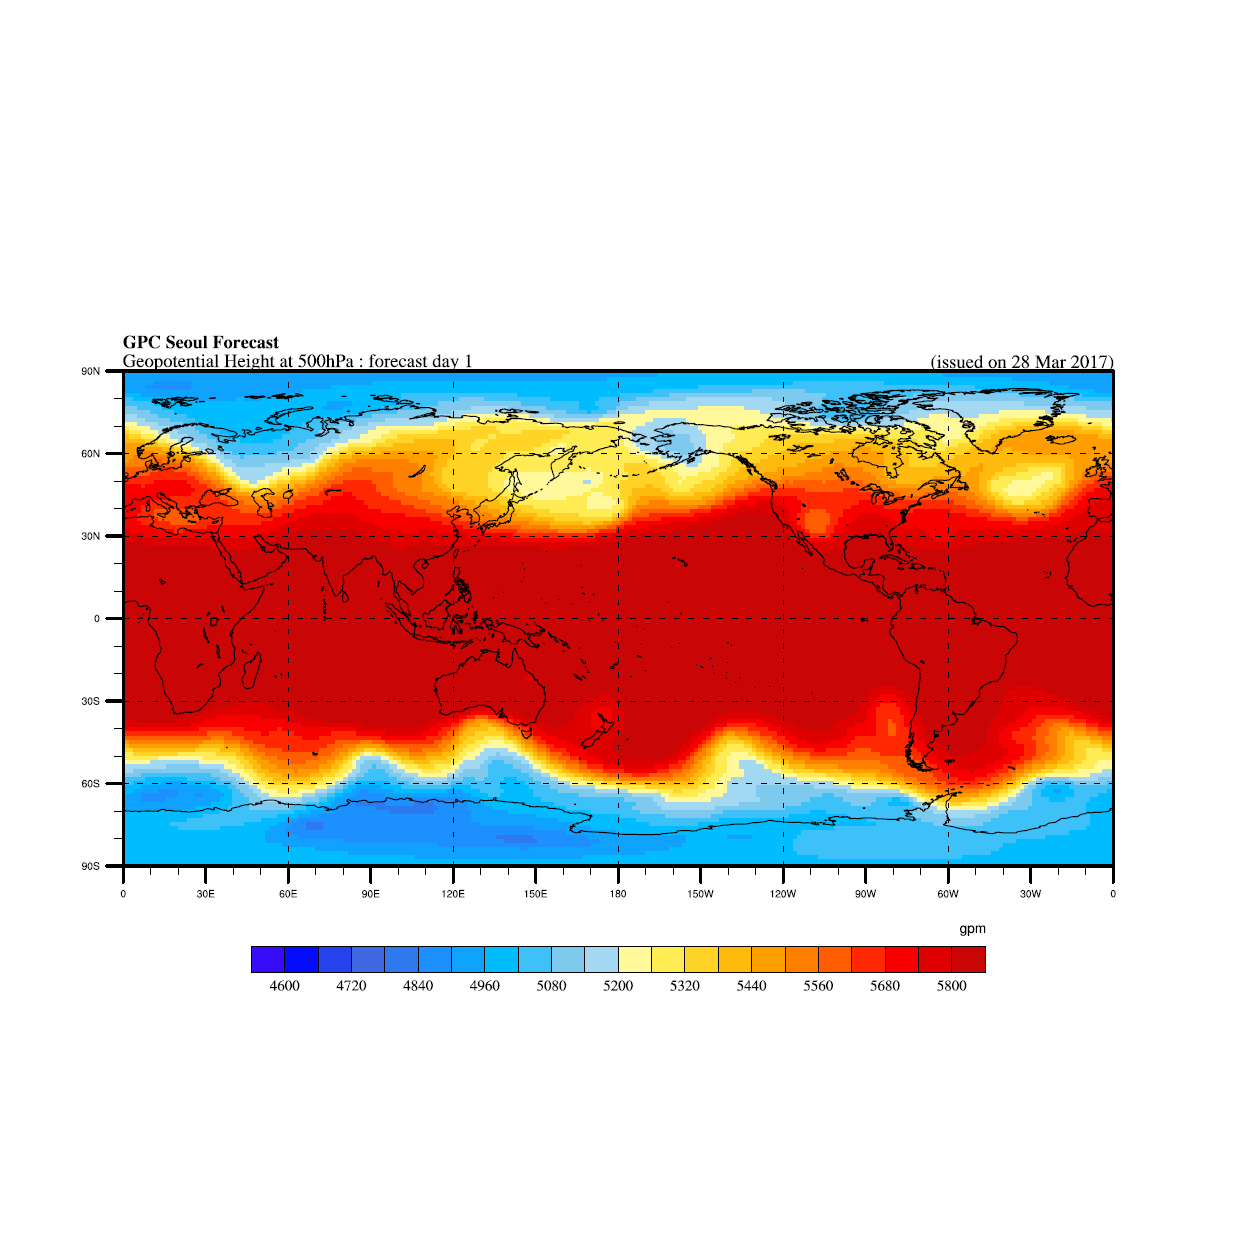 GPC Seoul Forecast
Geopotential Height at 500hPa : forecast day 1
(issued on 28 Mar 2017)
90N
60N
30N
0
30S
60S
90S
0 30E 60E 90E 120E 150E 180 150W 120W 90W 60W 30W 0
gpm
4600 4720 4840 4960 5080 5200 5320 5440 5560 5680 5800